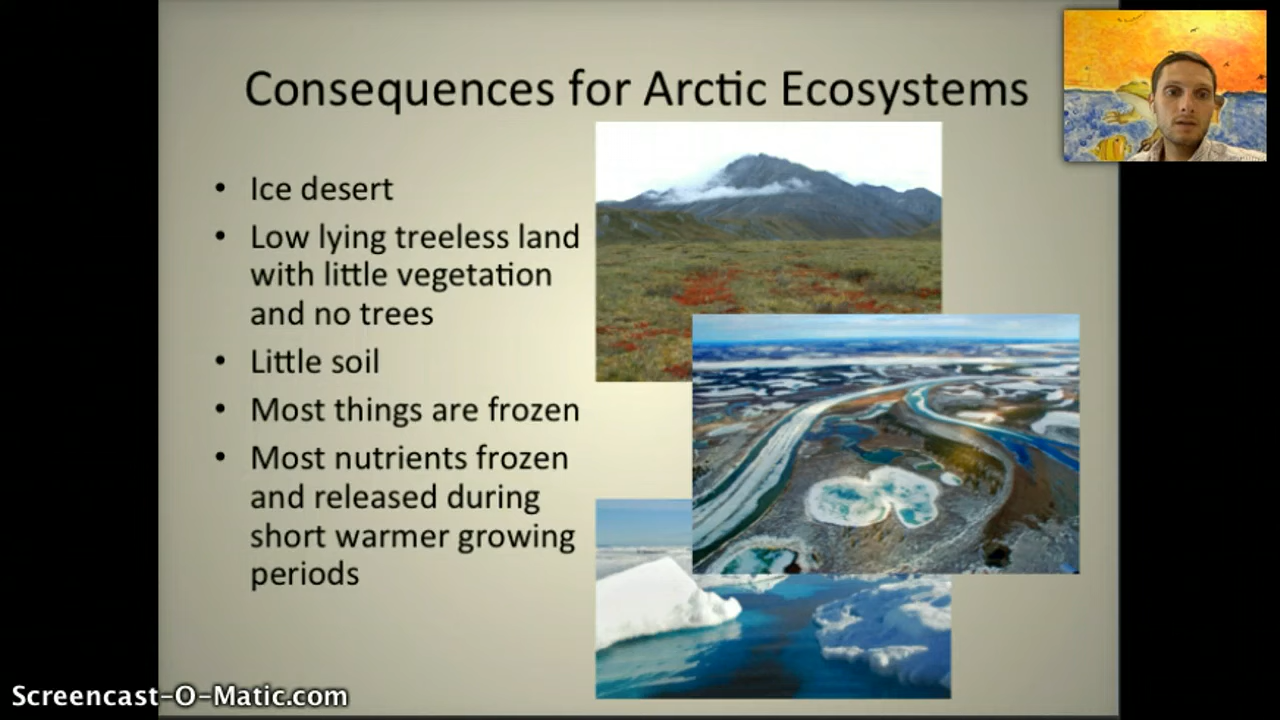 Consequences for Arctic Ecosystems
• Ice desert
• Low lying treeless land
with little vegetation
and no trees
• Little soil
• Most things are frozen
• Most nutrients frozen
and released during
short warmer growing
periods
Screencast-O-Matic.com